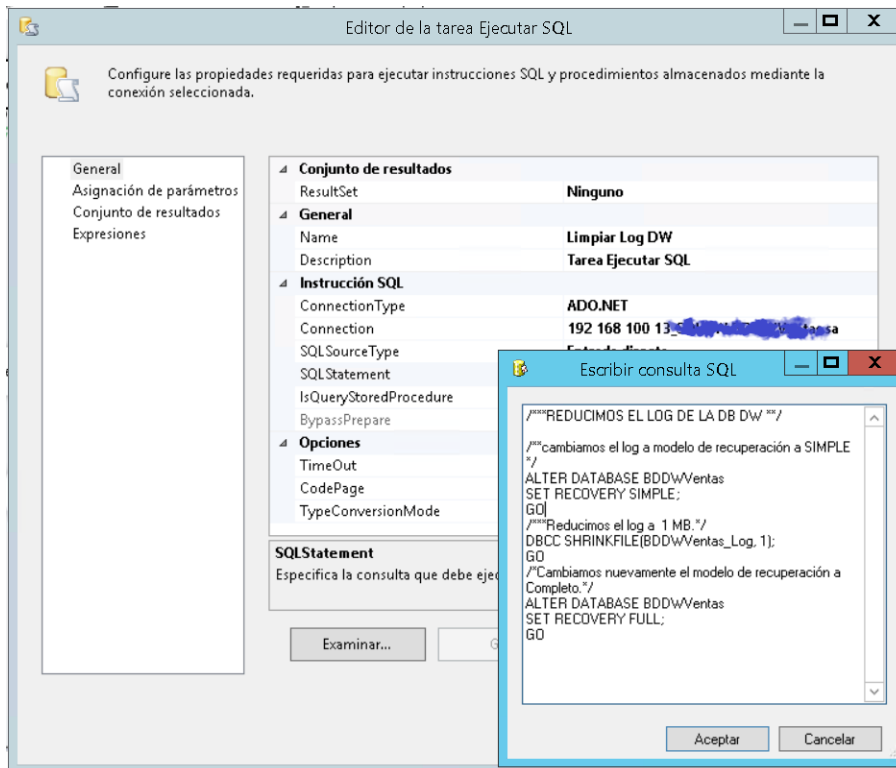 Editor de la tarea Ejecutar SQL
Configure las propiedades requeridas para ejecutar instrucciones SQL y procedimientos almacenados mediante la
conexión seleccionada.
General
Asignación de parámetros
Conjunto de resultados
Expresiones
Conjunto de resultados
ResultSet Ninguno
General
Name Limpiar Log DW
Description Tarea Ejecutar SQL
Instrucción SQL
ConnectionType ADO.NET
Connection 192 168 100 13_
SQLSourceType
SQLStatement
IsQueryStoredProcedure
BypassPrepare
Opciones
TimeOut
CodePage
TypeConversionMode
SQLStatement
Especifica la consulta que debe
Examinar...
Escribir consulta SQL
/***REDUCIMOS EL LOG DE LA DB DW **/
/**cambiamos el log a modelo de recuperación a SIMPLE
*/
ALTER DATABASE BDDWVentas
SET RECOVERY SIMPLE;
GO
/***Reducimos el log a  1 MB.*/
DBCC SHRINKFILE(BDDWVentas_Log, 1);
GO
/*Cambiamos nuevamente el modelo de recuperación a
Completo.*/
ALTER DATABASE BDDWVentas
SET RECOVERY FULL;
GO
Aceptar
Cancelar